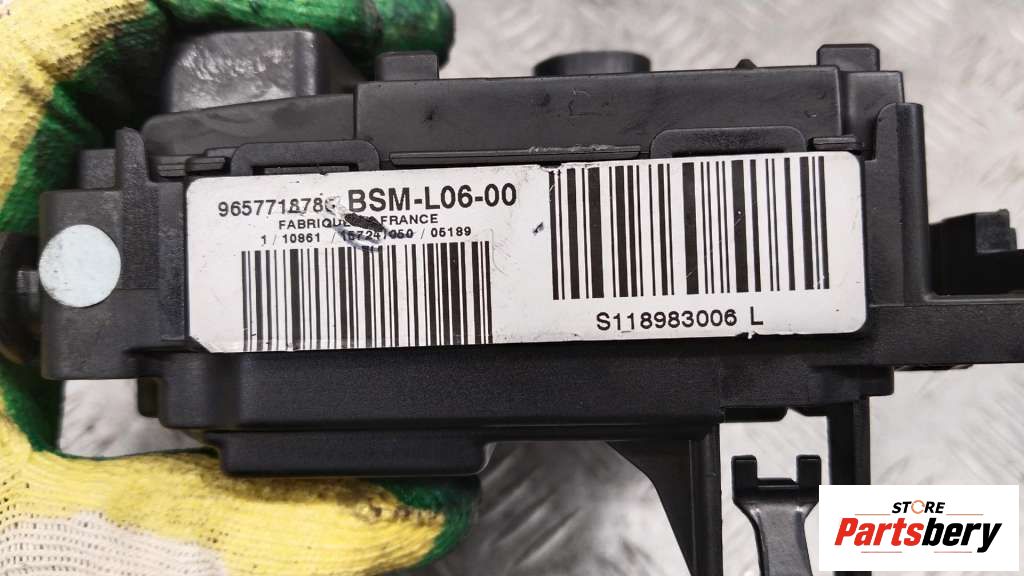 BSM-L06-00
FRANCE
1 / 10861 / / 05189
S118983006 L
STORE
Partsbery